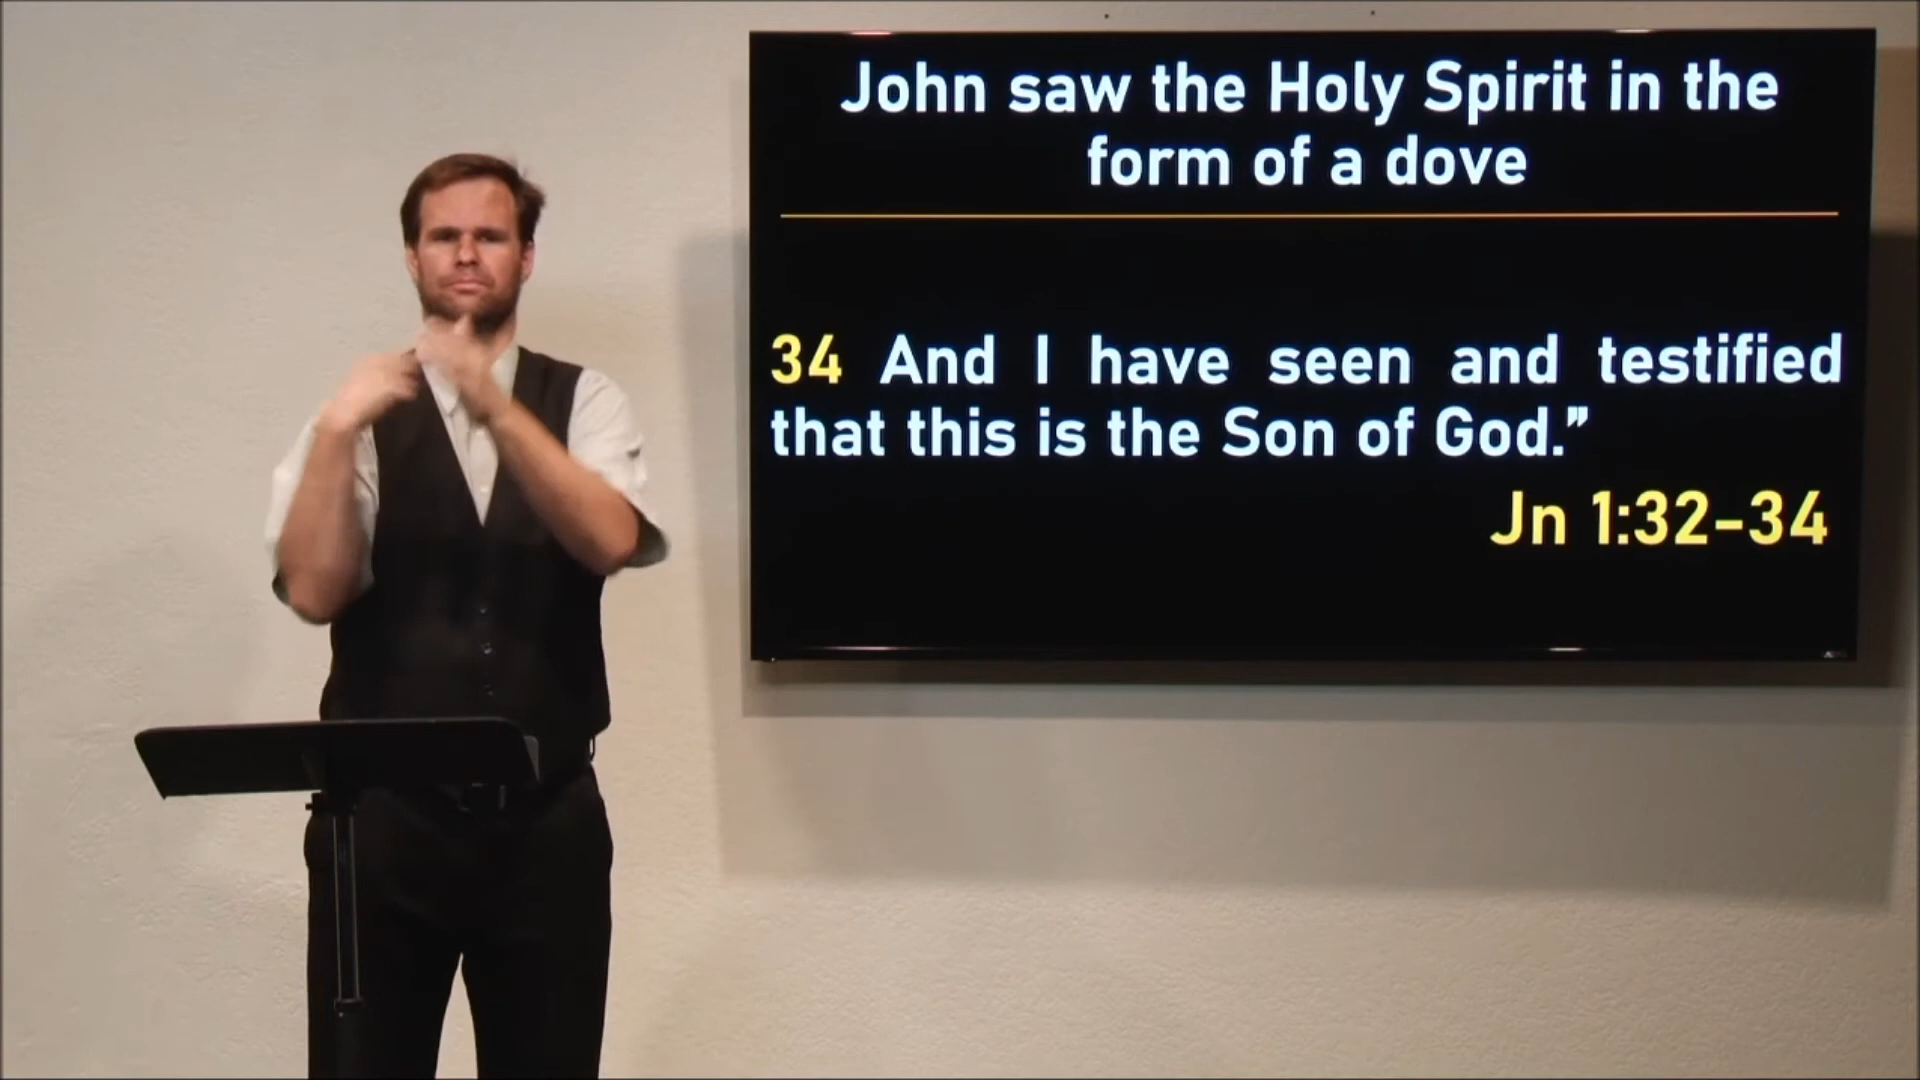 John saw the Holy Spirit in the
form of a dove
34 And I have seen and testified
that this is the Son of God.”
Jn 1:32-34